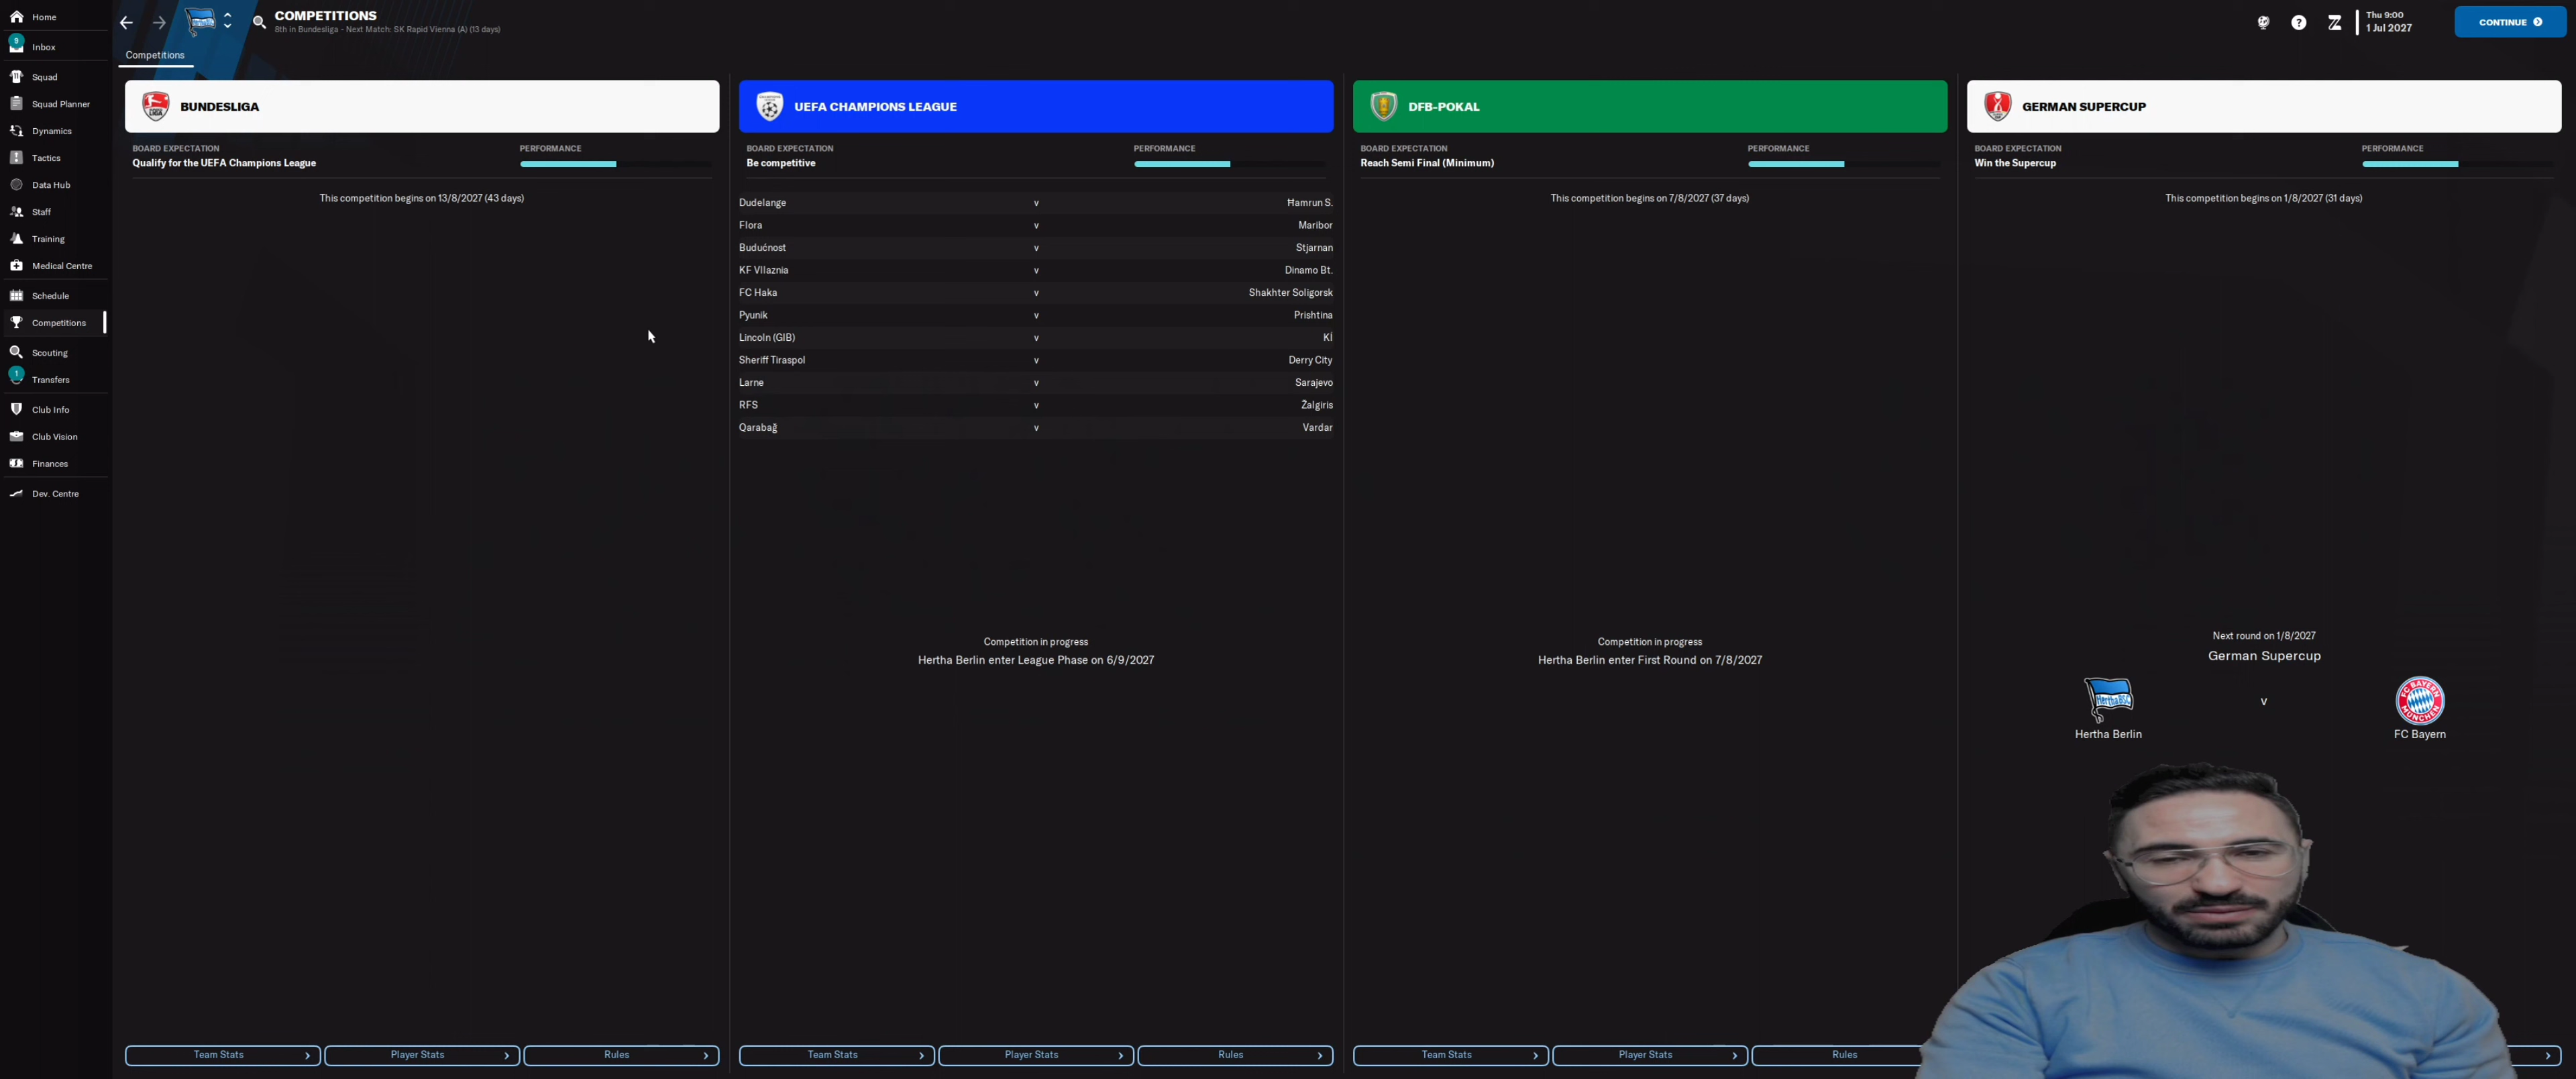 Home
9
Inbox
Squad
Squad Planner
Dynamics
Tactics
Data Hub
Staff
Training
Medical Centre
Schedule
Competitions
Scouting
1
Transfers
Club Info
Club Vision
Finances
Dev. Centre
COMPETITIONS
8th in Bundesliga - Next Match: SK Rapid Vienna (A) (13 days)
Thu 9:00
1 Jul 2027
CONTINUE
Competitions
BUNDESLIGA
BOARD EXPECTATION
PERFORMANCE
Qualify for the UEFA Champions League
This competition begins on 13/8/2027 (43 days)
Team Stats
Player Stats
Rules
UEFA CHAMPIONS LEAGUE
BOARD EXPECTATION
PERFORMANCE
Be competitive
Dudelange v Ħamrun S.
Flora v Maribor
Budućnost v Stjarnan
KF Vllaznia v Dinamo Bt.
FC Haka v Shakhter Soligorsk
Pyunik v Prishtina
Lincoln (GIB) v KÍ
Sheriff Tiraspol v Derry City
Larne v Sarajevo
RFS v Žalgiris
Qarabağ v Vardar
Competition in progress
Hertha Berlin enter League Phase on 6/9/2027
Team Stats
Player Stats
Rules
DFB-POKAL
BOARD EXPECTATION
PERFORMANCE
Reach Semi Final (Minimum)
This competition begins on 7/8/2027 (37 days)
Competition in progress
Hertha Berlin enter First Round on 7/8/2027
Team Stats
Player Stats
Rules
GERMAN SUPERCUP
BOARD EXPECTATION
PERFORMANCE
Win the Supercup
This competition begins on 1/8/2027 (31 days)
Next round on 1/8/2027
German Supercup
v
Hertha Berlin
FC Bayern